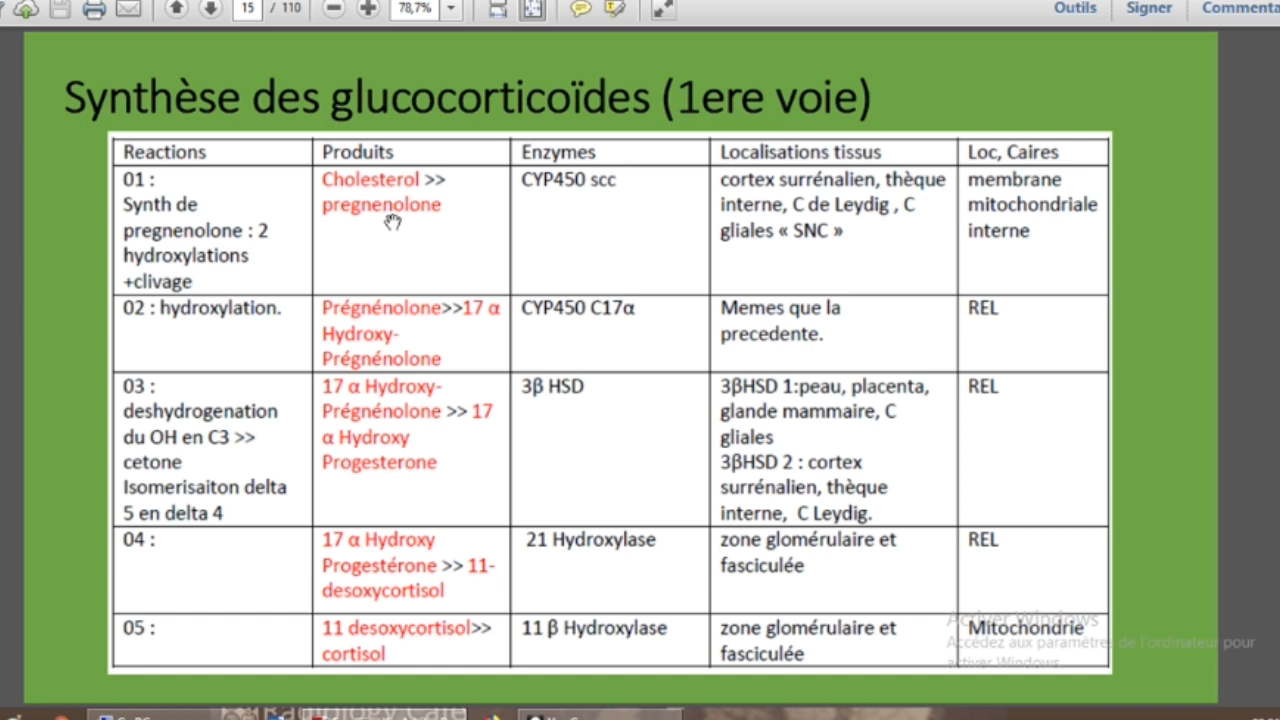 15 / 110
78,7%
Outils
Signer
Commenta
Synthèse des glucocorticoïdes (1ere voie)
Reactions
Produits
Enzymes
Localisations tissus
Loc, Caires
01 :
Synth de
pregnenolone : 2
hydroxylations
+clivage
Cholesterol >>
pregnenolone
CYP450 scc
cortex surrénalien, thèque
interne, C de Leydig , C
gliales « SNC »
membrane
mitochondriale
interne
02 : hydroxylation.
Prégnénolone>>17 α
Hydroxy-
Prégnénolone
CYP450 C17α
Memes que la
precedente.
REL
03 :
deshydrogenation
du OH en C3 >>
cetone
Isomerisaiton delta
5 en delta 4
17 α Hydroxy-
Prégnénolone >> 17
α Hydroxy
Progesterone
3β HSD
3βHSD 1:peau, placenta,
glande mammaire, C
gliales
3βHSD 2 : cortex
surrénalien, thèque
interne, C Leydig.
REL
04 :
17 α Hydroxy
Progestérone >> 11-
desoxycortisol
21 Hydroxylase
zone glomérulaire et
fasciculée
REL
05 :
11 desoxycortisol>>
cortisol
11 β Hydroxylase
zone glomérulaire et
fasciculée
Mitochondrie
Activer Windows
Accédez aux paramètres de l'ordinateur pour
activer Windows.